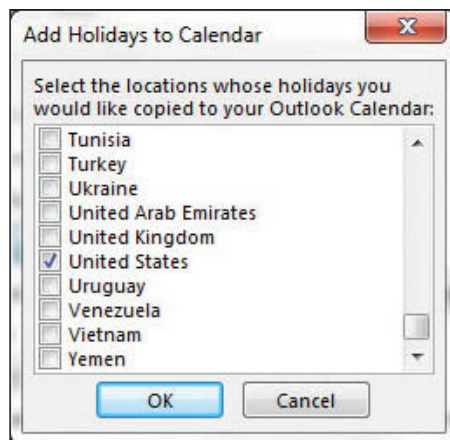 Add Holidays to Calendar
Select the locations whose holidays you
would like copied to your Outlook Calendar:
Tunisia
Turkey
Ukraine
United Arab Emirates
United Kingdom
United States
Uruguay
Venezuela
Vietnam
Yemen
OK
Cancel